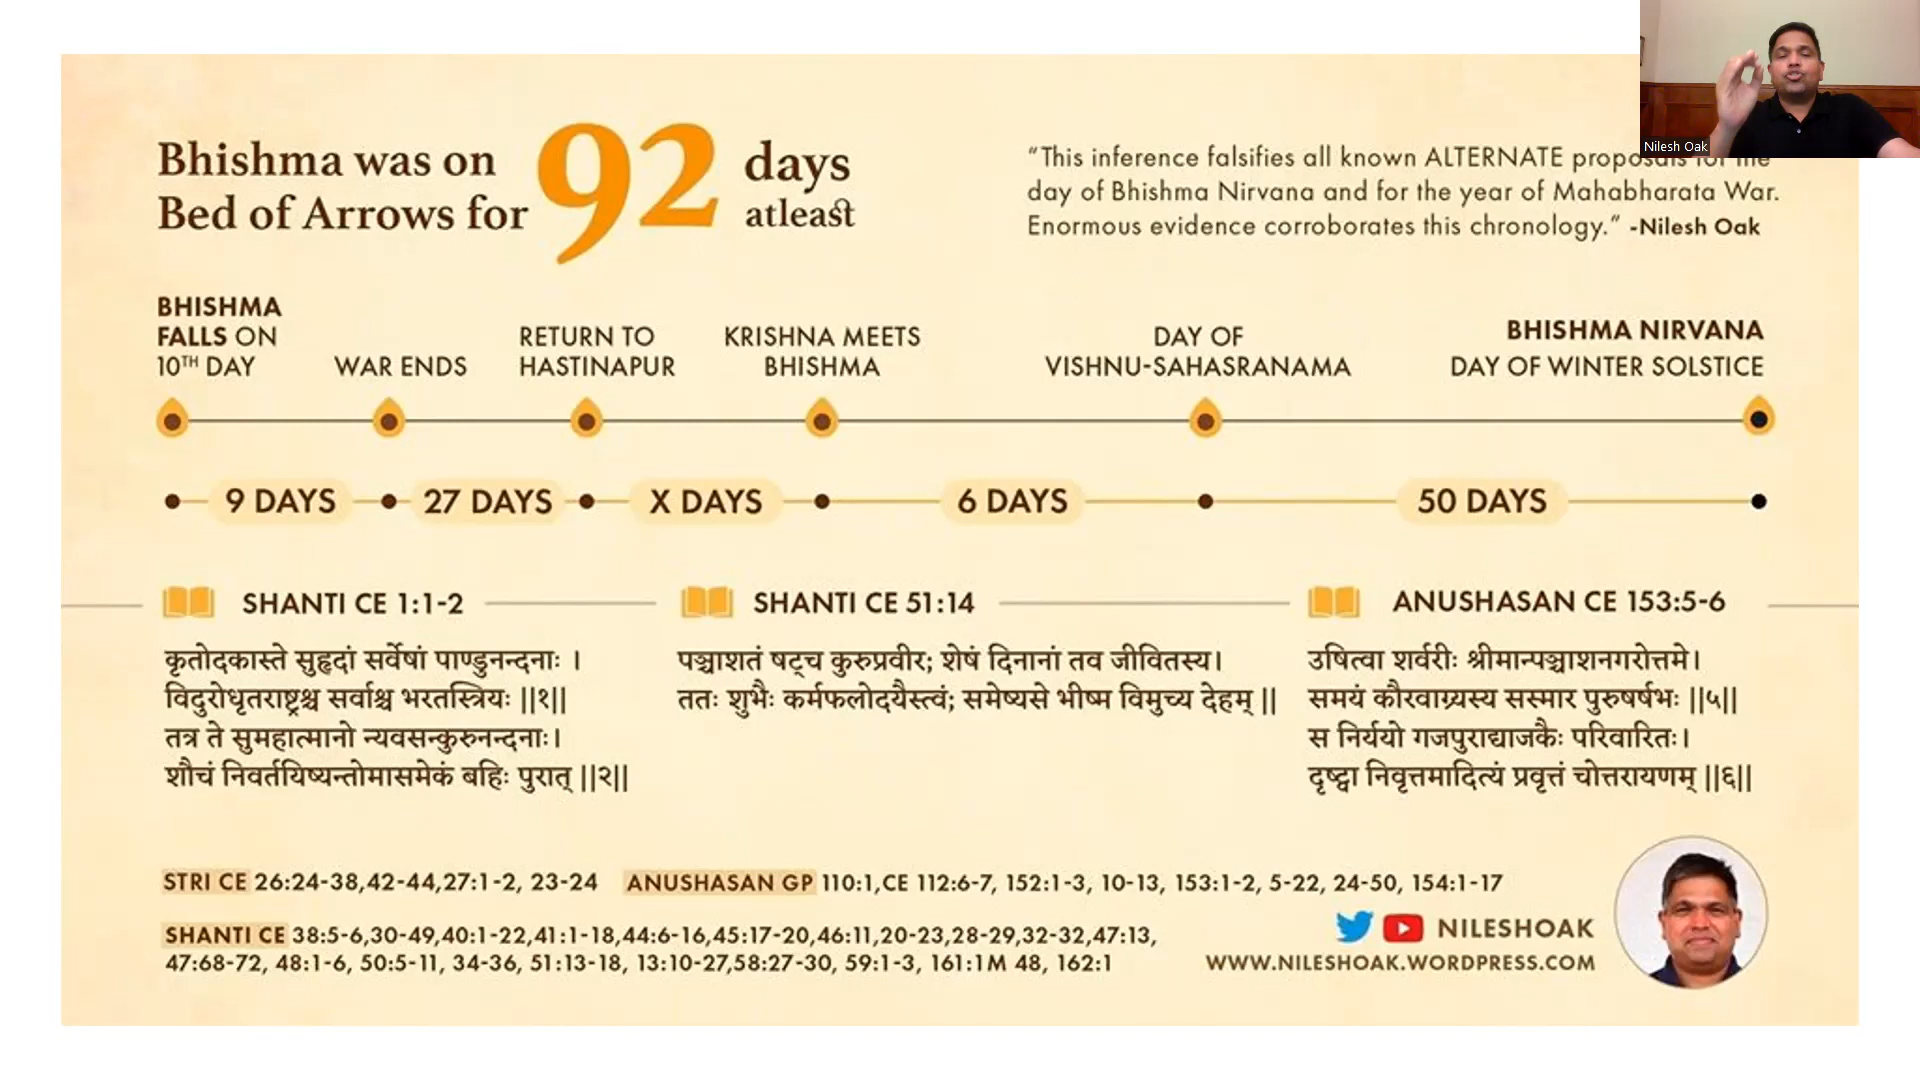 Nilesh Oak
Bhishma was on
Bed of Arrows for
92
days
atleast
“This inference falsifies all known ALTERNATE proposals for the
day of Bhishma Nirvana and for the year of Mahabharata War.
Enormous evidence corroborates this chronology.” -Nilesh Oak
BHISHMA
FALLS ON
10TH DAY
WAR ENDS
RETURN TO
HASTINAPUR
KRISHNA MEETS
BHISHMA
DAY OF
VISHNU-SAHASRANAMA
BHISHMA NIRVANA
DAY OF WINTER SOLSTICE
9 DAYS
27 DAYS
X DAYS
6 DAYS
50 DAYS
SHANTI CE 1:1-2
कृतोदकास्ते सुहृदां सर्वेषां पाण्डुनन्दनाः ।
विदुरोधृतराष्ट्रश्च सर्वाश्च भरतस्त्रियः ||१||
तत्र ते सुमहात्मानो न्यवसन्कुरुनन्दनाः।
शौचं निवर्तयिष्यन्तोमासमेकं बहिः पुरात् ||२||
SHANTI CE 51:14
पञ्चाशतं षट्च कुरुप्रवीर; शेषं दिनानां तव जीवितस्य।
ततः शुभैः कर्मफलोदयैस्त्वं; समेष्यसे भीष्म विमुच्य देहम् ||
ANUSHASAN CE 153:5-6
उषित्वा शर्वरीः श्रीमान्पञ्चाशनगरोत्तमे।
समयं कौरवाग्र्यस्य सस्मार पुरुषर्षभः ||५||
स निर्ययो गजपुराद्याजकैः परिवारितः।
दृष्ट्वा निवृत्तमादित्यं प्रवृत्तं चोत्तरायणम् ||६||
STRI CE 26:24-38,42-44,27:1-2, 23-24
ANUSHASAN GP 110:1,CE 112:6-7, 152:1-3, 10-13, 153:1-2, 5-22, 24-50, 154:1-17
SHANTI CE 38:5-6,30-49,40:1-22,41:1-18,44:6-16,45:17-20,46:11,20-23,28-29,32-32,47:13,
47:68-72, 48:1-6, 50:5-11, 34-36, 51:13-18, 13:10-27,58:27-30, 59:1-3, 161:1M 48, 162:1
NILESHOAK
WWW.NILESHOAK.WORDPRESS.COM